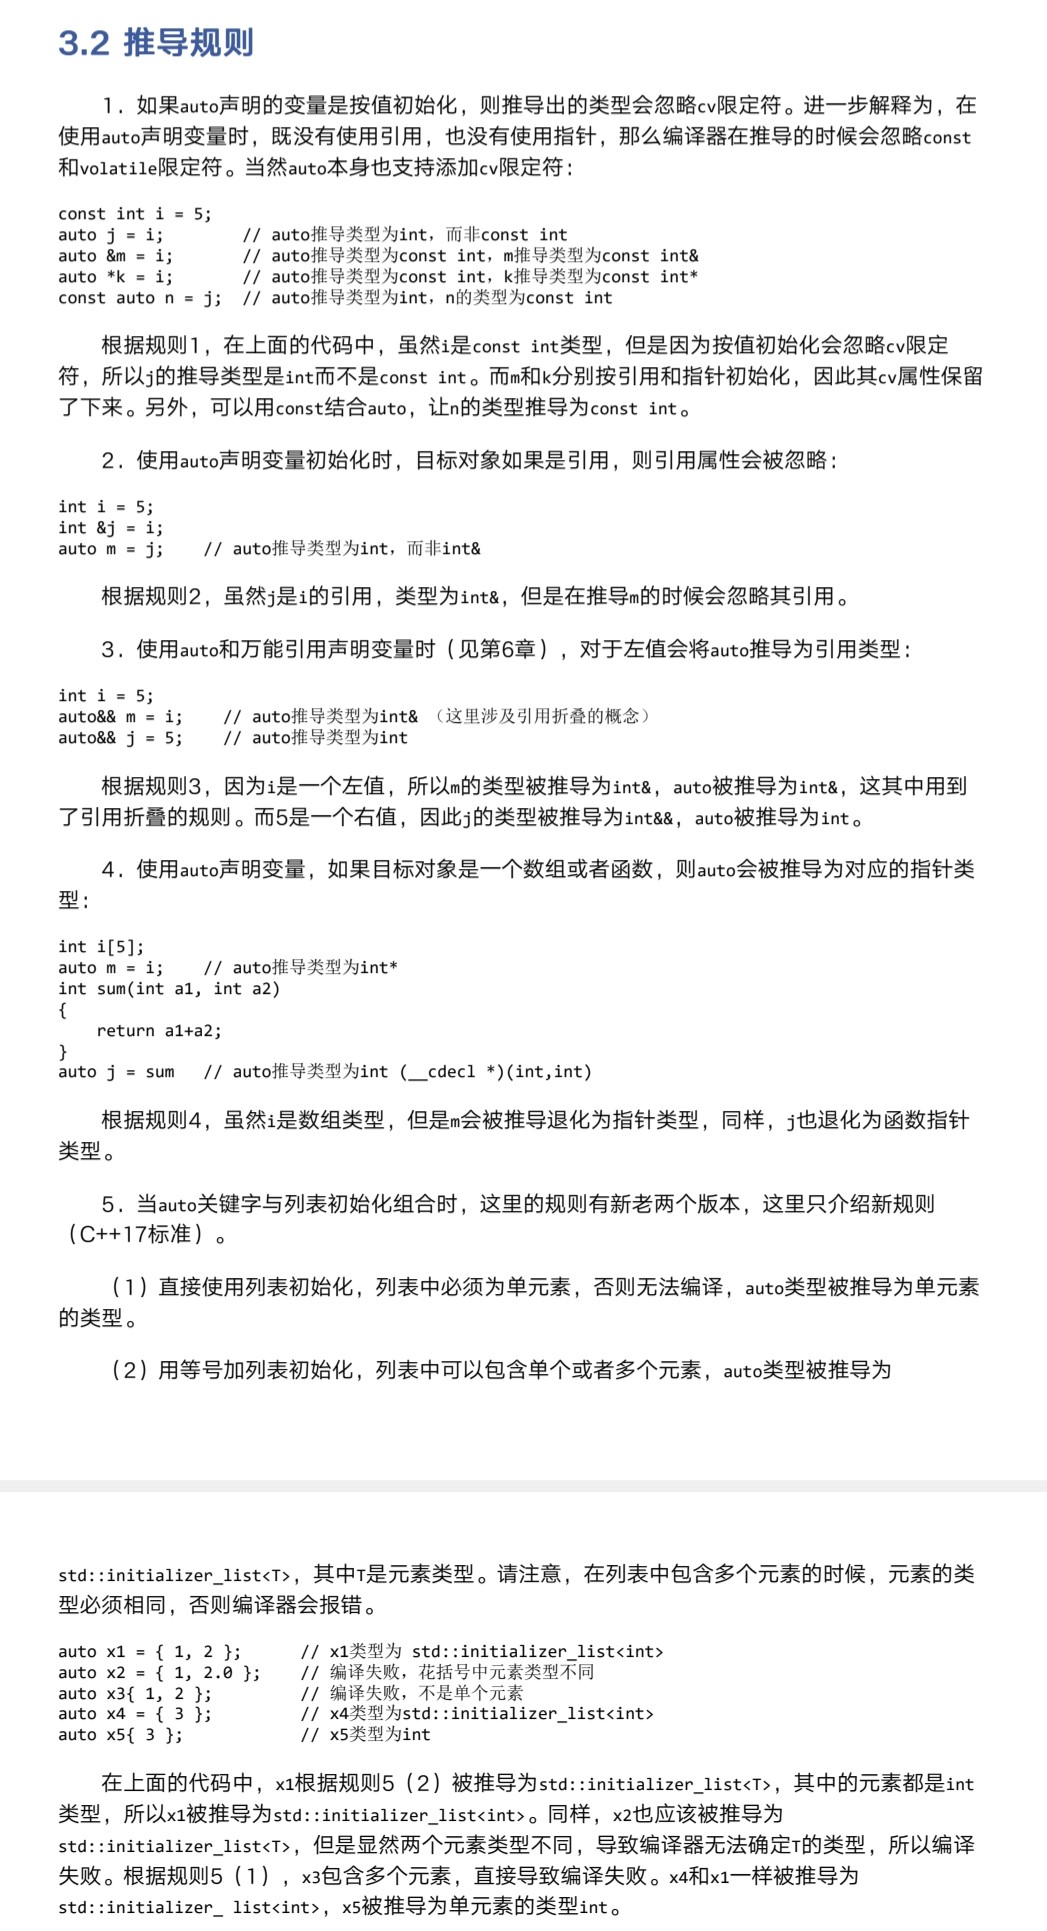 3.2 推导规则
1．如果auto声明的变量是按值初始化，则推导出的类型会忽略cv限定符。进一步解释为，在
使用auto声明变量时，既没有使用引用，也没有使用指针，那么编译器在推导的时候会忽略const
和volatile限定符。当然auto本身也支持添加cv限定符：
const int i = 5;
auto j = i;        // auto推导类型为int，而非const int
auto &m = i;       // auto推导类型为const int，m推导类型为const int&
auto *k = i;       // auto推导类型为const int，k推导类型为const int*
const auto n = j;  // auto推导类型为int，n的类型为const int
根据规则1，在上面的代码中，虽然i是const int类型，但是因为按值初始化会忽略cv限定
符，所以j的推导类型是int而不是const int。而m和k分别按引用和指针初始化，因此其cv属性保留
了下来。另外，可以用const结合auto，让n的类型推导为const int。
2．使用auto声明变量初始化时，目标对象如果是引用，则引用属性会被忽略：
int i = 5;
int &j = i;
auto m = j;    // auto推导类型为int，而非int&
根据规则2，虽然j是i的引用，类型为int&，但是在推导m的时候会忽略其引用。
3．使用auto和万能引用声明变量时（见第6章），对于左值会将auto推导为引用类型：
int i = 5;
auto&& m = i;    // auto推导类型为int& （这里涉及引用折叠的概念）
auto&& j = 5;    // auto推导类型为int
根据规则3，因为i是一个左值，所以m的类型被推导为int&，auto被推导为int&，这其中用到
了引用折叠的规则。而5是一个右值，因此j的类型被推导为int&&，auto被推导为int。
4．使用auto声明变量，如果目标对象是一个数组或者函数，则auto会被推导为对应的指针类
型：
int i[5];
auto m = i;    // auto推导类型为int*
int sum(int a1, int a2)
{
    return a1+a2;
}
auto j = sum   // auto推导类型为int (__cdecl *)(int,int)
根据规则4，虽然i是数组类型，但是m会被推导退化为指针类型，同样，j也退化为函数指针
类型。
5．当auto关键字与列表初始化组合时，这里的规则有新老两个版本，这里只介绍新规则
（C++17标准）。
（1）直接使用列表初始化，列表中必须为单元素，否则无法编译，auto类型被推导为单元素
的类型。
（2）用等号加列表初始化，列表中可以包含单个或者多个元素，auto类型被推导为
std::initializer_list<T>，其中T是元素类型。请注意，在列表中包含多个元素的时候，元素的类
型必须相同，否则编译器会报错。
auto x1 = { 1, 2 };      // x1类型为 std::initializer_list<int>
auto x2 = { 1, 2.0 };    // 编译失败，花括号中元素类型不同
auto x3{ 1, 2 };         // 编译失败，不是单个元素
auto x4 = { 3 };         // x4类型为std::initializer_list<int>
auto x5{ 3 };            // x5类型为int
在上面的代码中，x1根据规则5（2）被推导为std::initializer_list<T>，其中的元素都是int
类型，所以x1被推导为std::initializer_list<int>。同样，x2也应该被推导为
std::initializer_list<T>，但是显然两个元素类型不同，导致编译器无法确定T的类型，所以编译
失败。根据规则5（1），x3包含多个元素，直接导致编译失败。x4和x1一样被推导为
std::initializer_ list<int>，x5被推导为单元素的类型int。